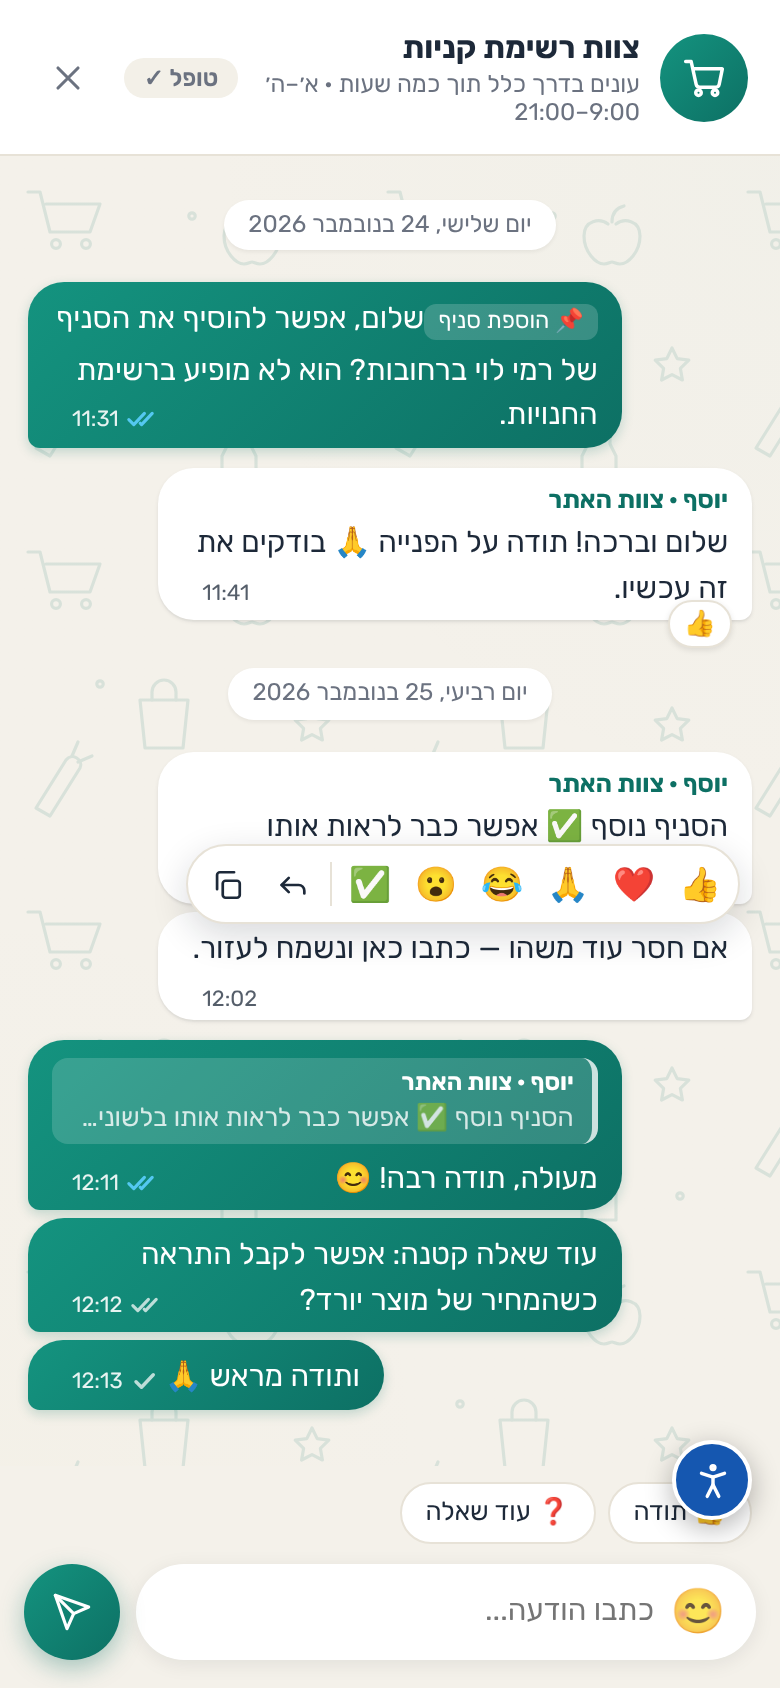 צוות רשימת קניות
עונים בדרך כלל תוך כמה שעות • א׳–ה׳
9:00–21:00
טופל ✓
יום שלישי, 24 בנובמבר 2026
📌 הוספת סניף שלום, אפשר להוסיף את הסניף
של רמי לוי ברחובות? הוא לא מופיע ברשימת
החנויות.
11:31
יוסף • צוות האתר
שלום וברכה! תודה על הפנייה 🙏 בודקים את
זה עכשיו.
11:41
👍
יום רביעי, 25 בנובמבר 2026
יוסף • צוות האתר
הסניף נוסף ✅ אפשר כבר לראות אותו
👍 ❤️ 🙏 😂 😮 ✅
אם חסר עוד משהו — כתבו כאן ונשמח לעזור.
12:02
יוסף • צוות האתר
הסניף נוסף ✅ אפשר כבר לראות אותו בלשוני...
מעולה, תודה רבה! 😊
12:11
עוד שאלה קטנה: אפשר לקבל התראה
כשהמחיר של מוצר יורד?
12:12
ותודה מראש 🙏
12:13
תודה
❓ עוד שאלה
😊 כתבו הודעה...